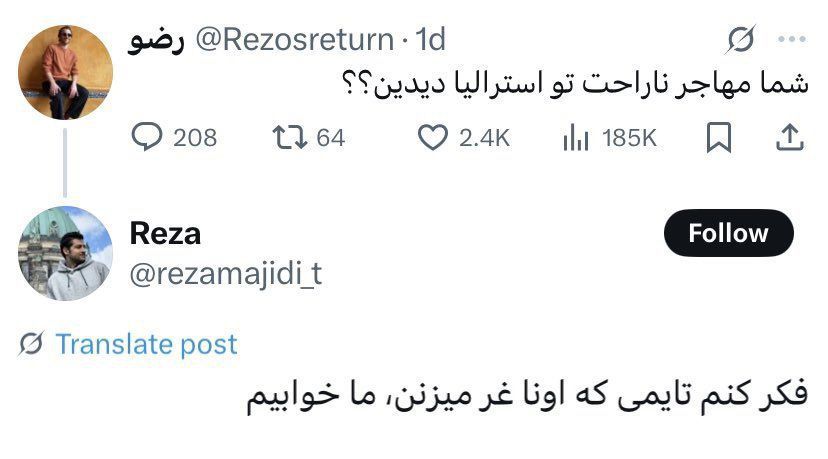 رضو @Rezosreturn · 1d
شما مهاجر ناراحت تو استرالیا دیدین؟؟
208 64 2.4K 185K
Reza
Follow
@rezamajidi_t
Translate post
فکر کنم تایمی که اونا غر میزنن، ما خوابیم